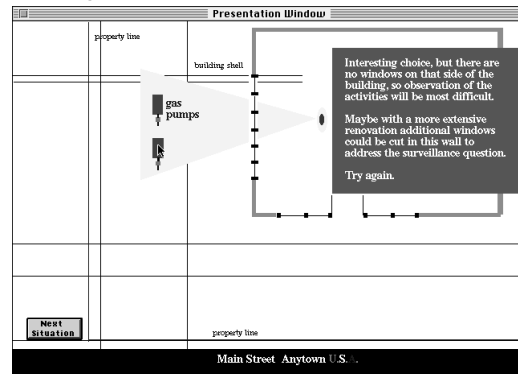 Presentation Window
property line
building shell
gas
pumps
Interesting choice, but there are
no windows on that side of the
building, so observation of the
activities will be most difficult.
Maybe with a more extensive
renovation additional windows
could be cut in this wall to
address the surveillance question.
Try again.
Next
Situation
property line
Main Street Anytown U.S.A.